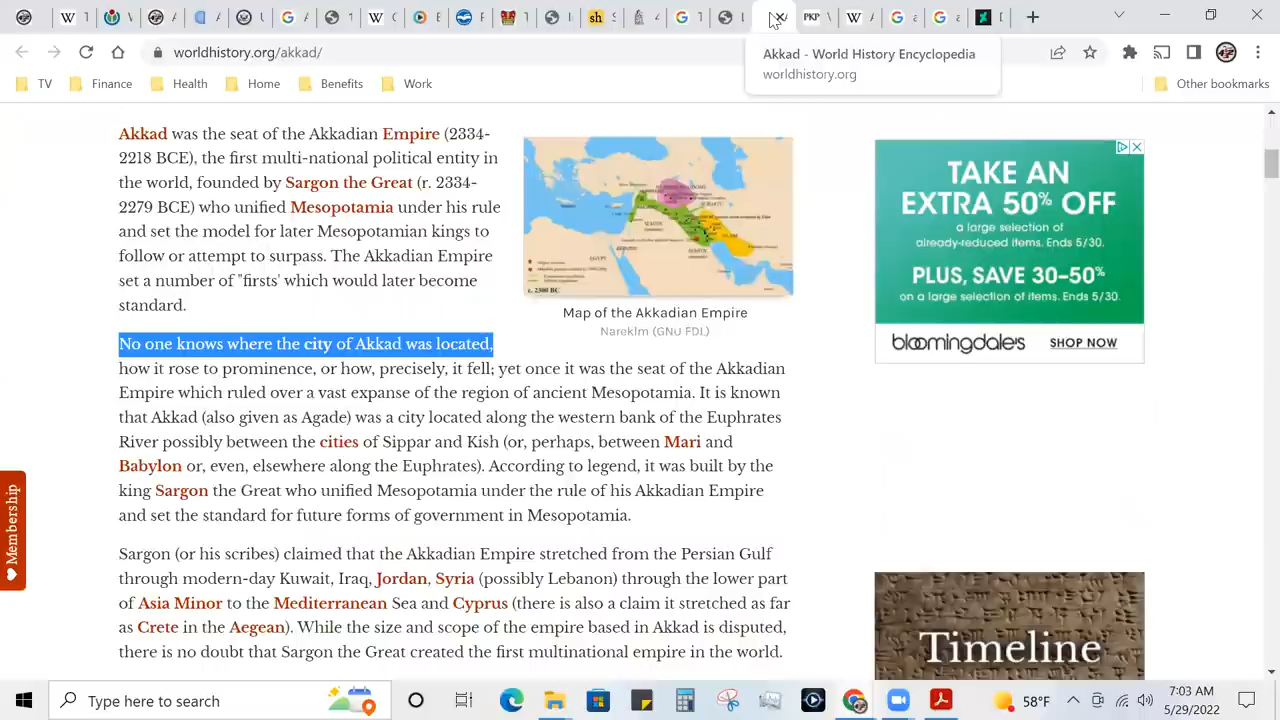 sh
G
PKP
W
G
G
worldhistory.org/akkad/
Akkad - World History Encyclopedia
worldhistory.org
TV
Finance
Health
Home
Benefits
Work
Other bookmarks
Akkad was the seat of the Akkadian Empire (2334-
2218 BCE), the first multi-national political entity in
the world, founded by Sargon the Great (r. 2334-
2279 BCE) who unified Mesopotamia under his rule
and set the model for later Mesopotamian kings to
follow or attempt to surpass. The Akkadian Empire
set a number of "firsts' which would later become
standard.
c. 2300 BC
Map of the Akkadian Empire
Nareklm (GNU FDL)
No one knows where the city of Akkad was located,
how it rose to prominence, or how, precisely, it fell; yet once it was the seat of the Akkadian
Empire which ruled over a vast expanse of the region of ancient Mesopotamia. It is known
that Akkad (also given as Agade) was a city located along the western bank of the Euphrates
River possibly between the cities of Sippar and Kish (or, perhaps, between Mari and
Babylon or, even, elsewhere along the Euphrates). According to legend, it was built by the
king Sargon the Great who unified Mesopotamia under the rule of his Akkadian Empire
and set the standard for future forms of government in Mesopotamia.
Sargon (or his scribes) claimed that the Akkadian Empire stretched from the Persian Gulf
through modern-day Kuwait, Iraq, Jordan, Syria (possibly Lebanon) through the lower part
of Asia Minor to the Mediterranean Sea and Cyprus (there is also a claim it stretched as far
as Crete in the Aegean). While the size and scope of the empire based in Akkad is disputed,
there is no doubt that Sargon the Great created the first multinational empire in the world.
TAKE AN
EXTRA 50% OFF
a large selection of
already-reduced items. Ends 5/30.
PLUS, SAVE 30–50%
on a large selection of items. Ends 5/30.
bloomingdale's
SHOP NOW
Timeline
Membership
Type here to search
58°F
7:03 AM
5/29/2022